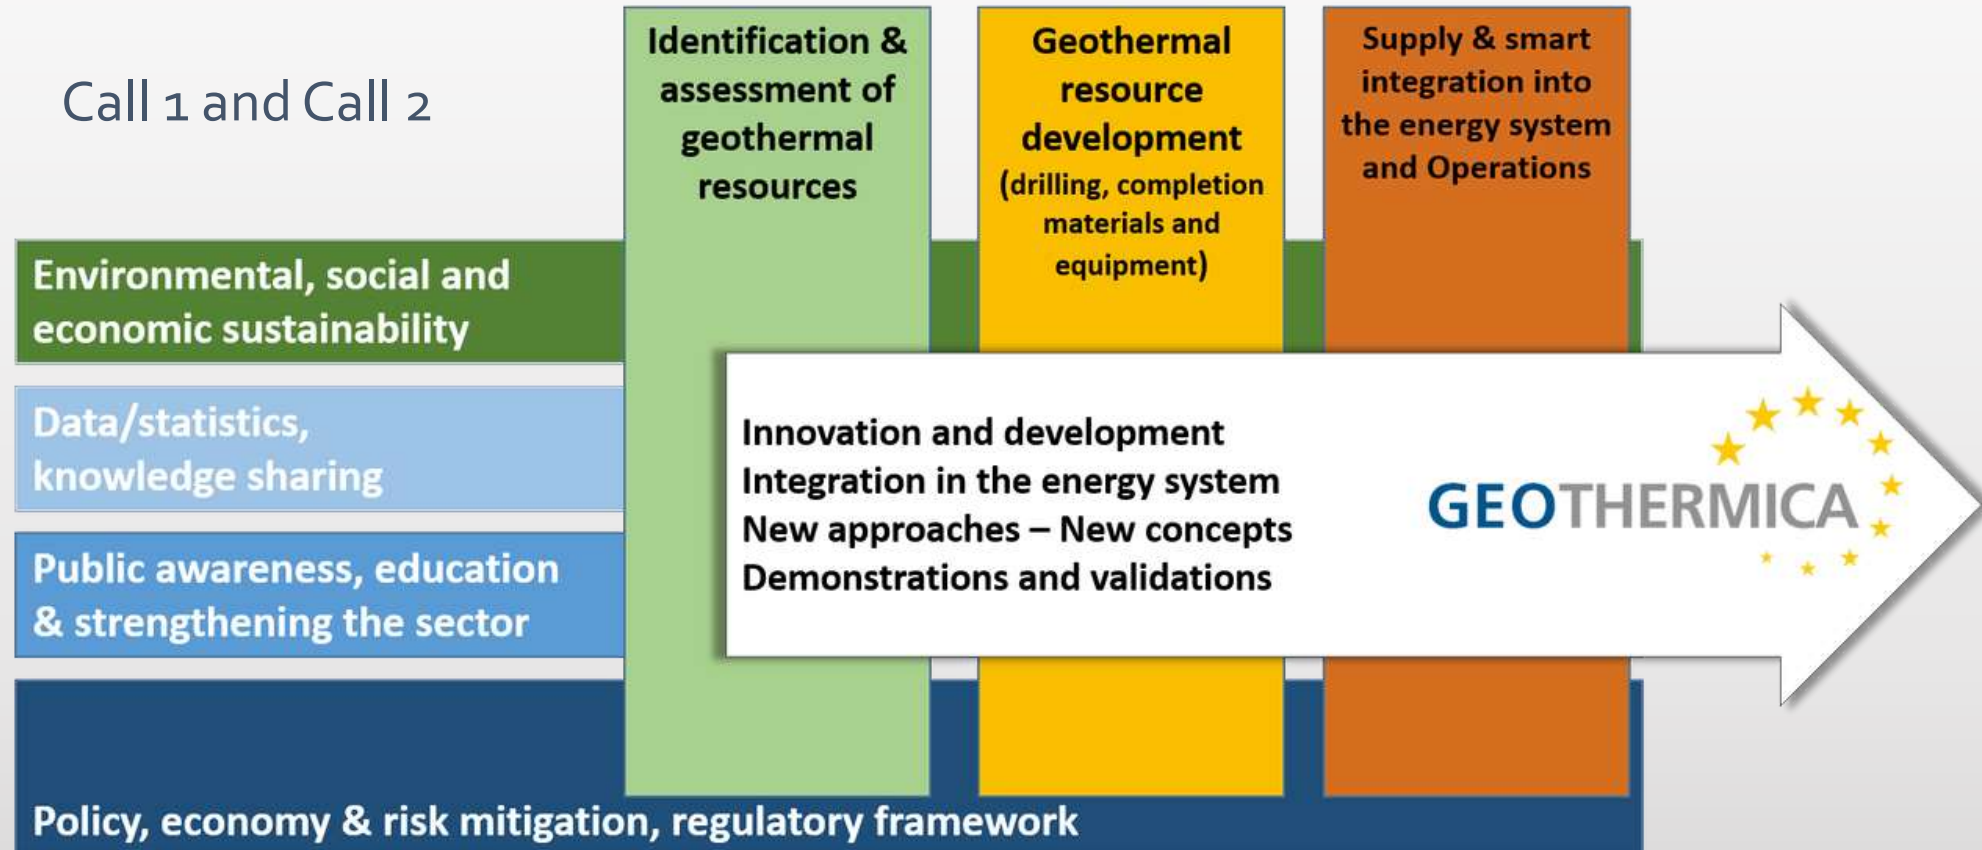 Call 1 and Call 2
Identification &
assessment of
geothermal
resources
Geothermal
resource
development
(drilling, completion
materials and
equipment)
Supply & smart
integration into
the energy system
and Operations
Environmental, social and
economic sustainability
Data/statistics,
knowledge sharing
Public awareness, education
& strengthening the sector
Innovation and development
Integration in the energy system
New approaches – New concepts
Demonstrations and validations
GEOTHERMICA
Policy, economy & risk mitigation, regulatory framework